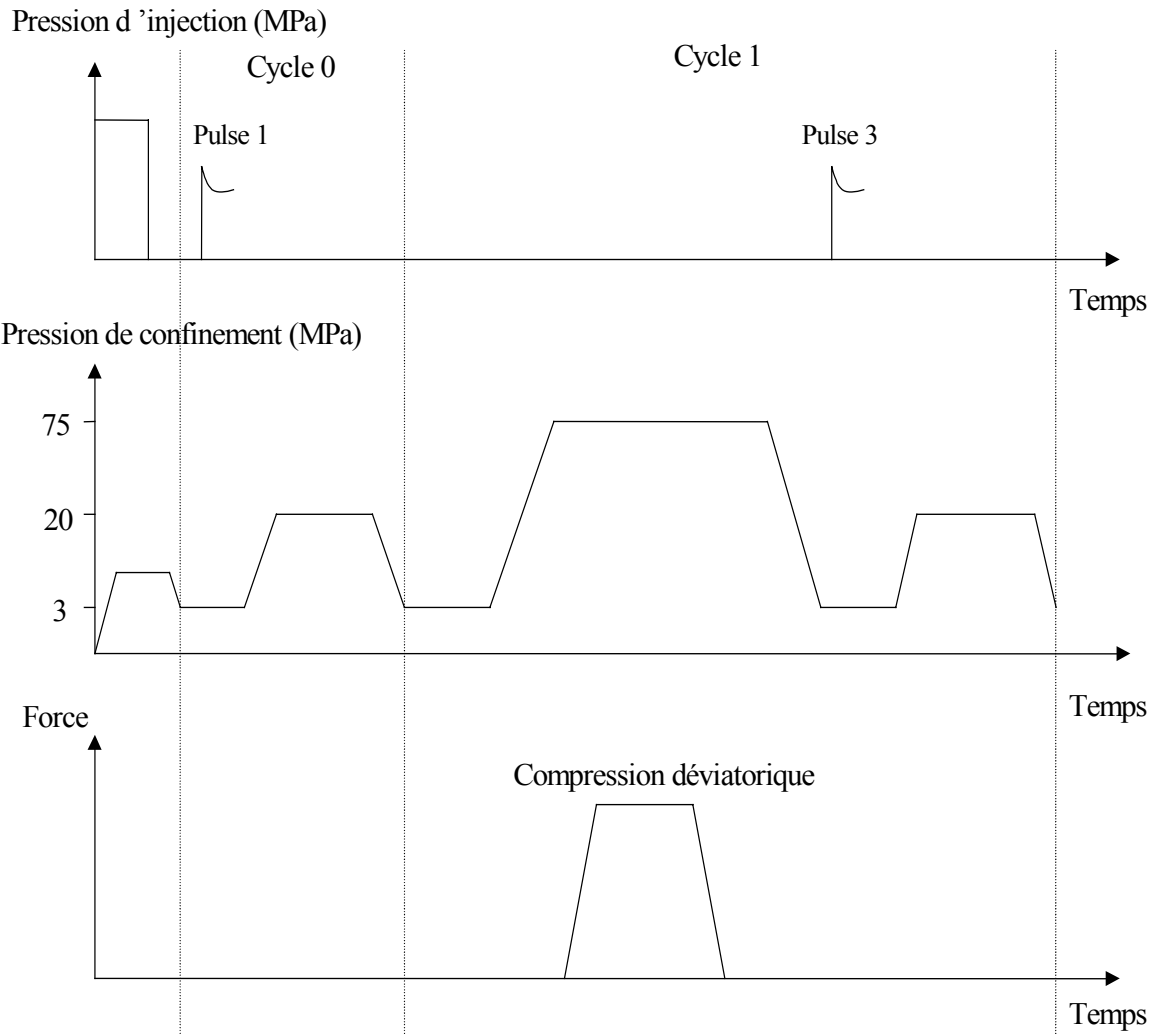 Pression d ’injection (MPa)
Cycle 0
Cycle 1
Pulse 1
Pulse 3
Temps
Pression de confinement (MPa)
75
20
3
Temps
Force
Compression déviatorique
Temps